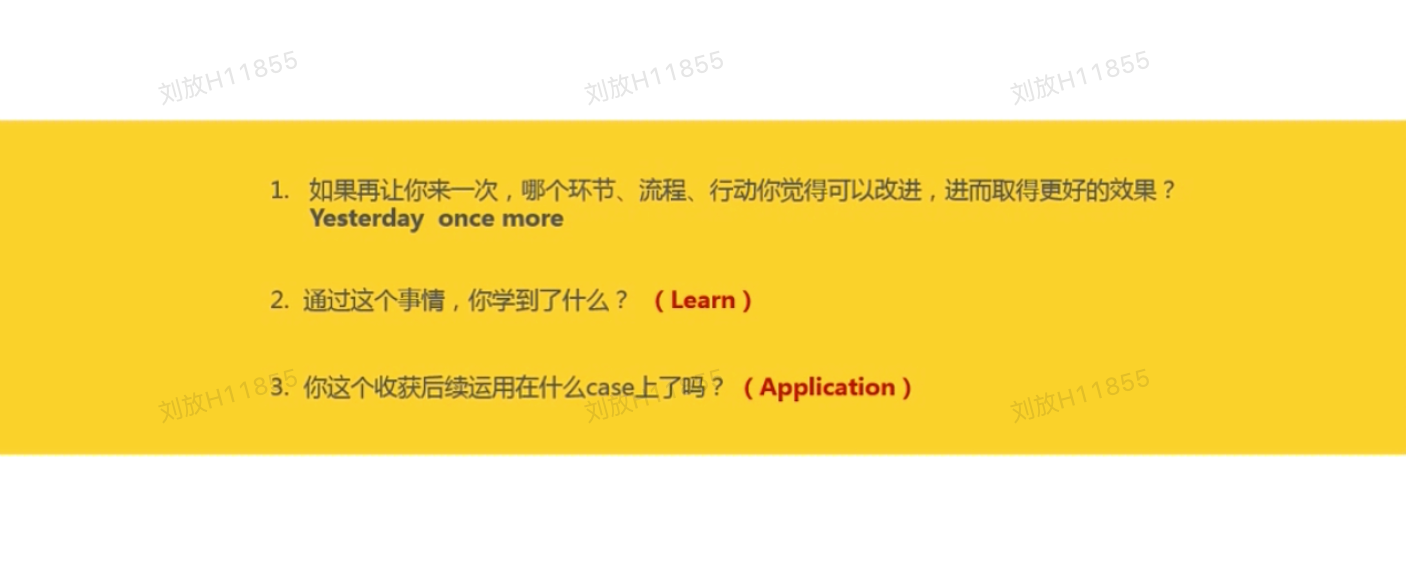 刘放H11855 刘放H11855 刘放H11855
1. 如果再让你来一次，哪个环节、流程、行动你觉得可以改进，进而取得更好的效果？
Yesterday once more
2. 通过这个事情，你学到了什么？（Learn）
3. 你这个收获后续运用在什么case上了吗？（Application）
刘放H11855 刘放H11855 刘放H11855